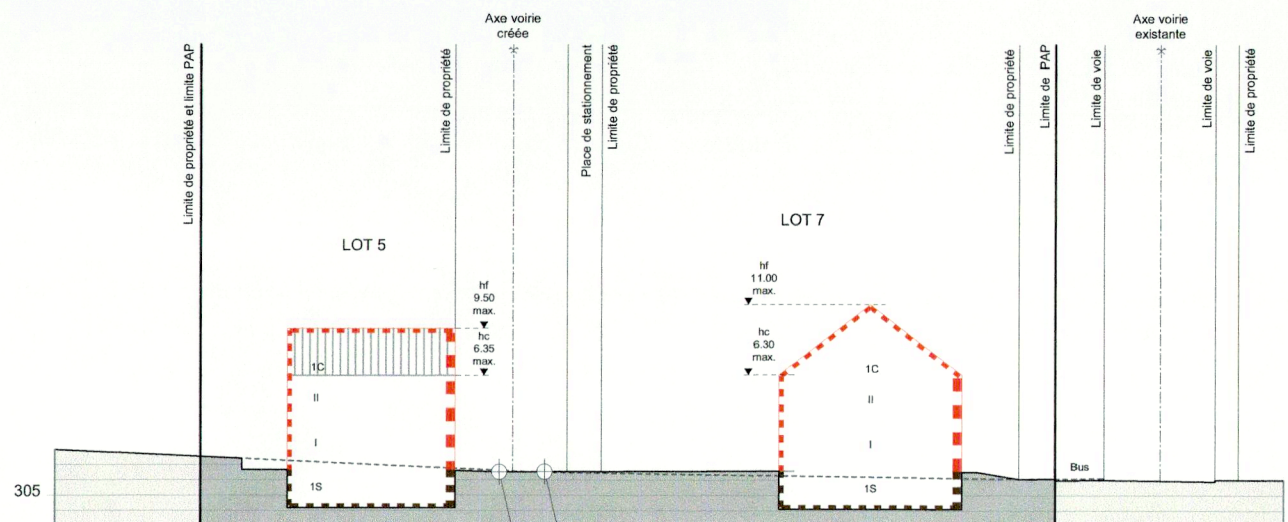 Axe voirie
créée
Axe voirie
existante
Limite de propriété et limite PAP
Limite de propriété
Place de stationnement
Limite de propriété
Limite de propriété
Limite de PAP
Limite de voie
Limite de voie
Limite de propriété
LOT 5
LOT 7
hf
9.50
max.
hc
6.35
max.
hf
11.00
max.
hc
6.30
max.
1C
II
I
1S
1C
II
I
1S
Bus
305